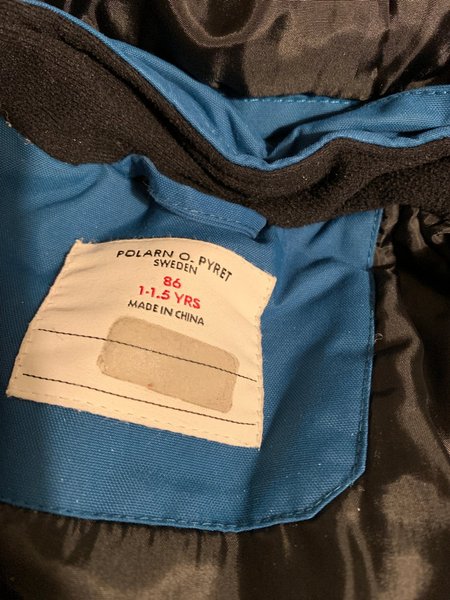 POLARN O. PYRET
SWEDEN
86
1-1.5 YRS
MADE IN CHINA